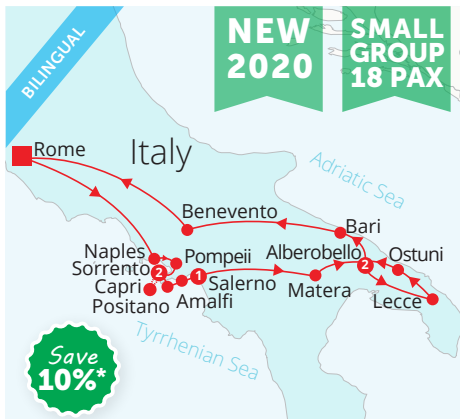 BILINGUAL
NEW
2020
SMALL
GROUP
18 PAX
Rome
Italy
Adriatic Sea
Benevento
Bari
Naples
Pompeii
Alberobello
Ostuni
Sorrento
2
1
2
Capri
Salerno
Positano
Amalfi
Matera
Lecce
Tyrrhenian Sea
Save
10%*